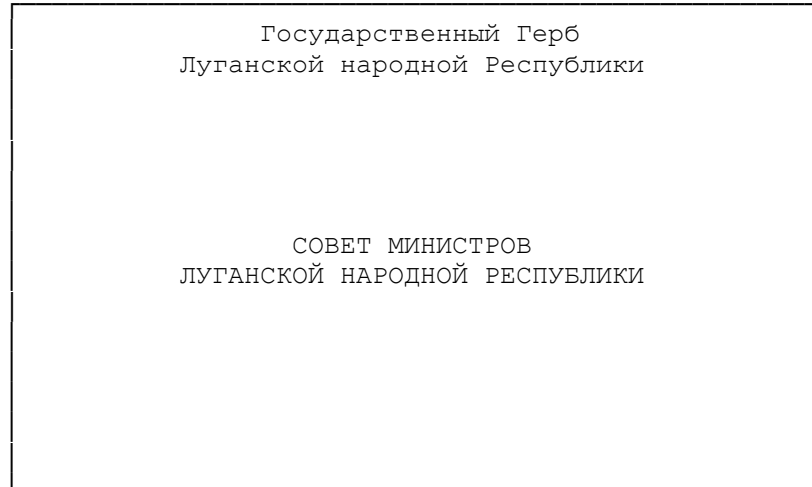 Государственный Герб
Луганской народной Республики
СОВЕТ МИНИСТРОВ
ЛУГАНСКОЙ НАРОДНОЙ РЕСПУБЛИКИ